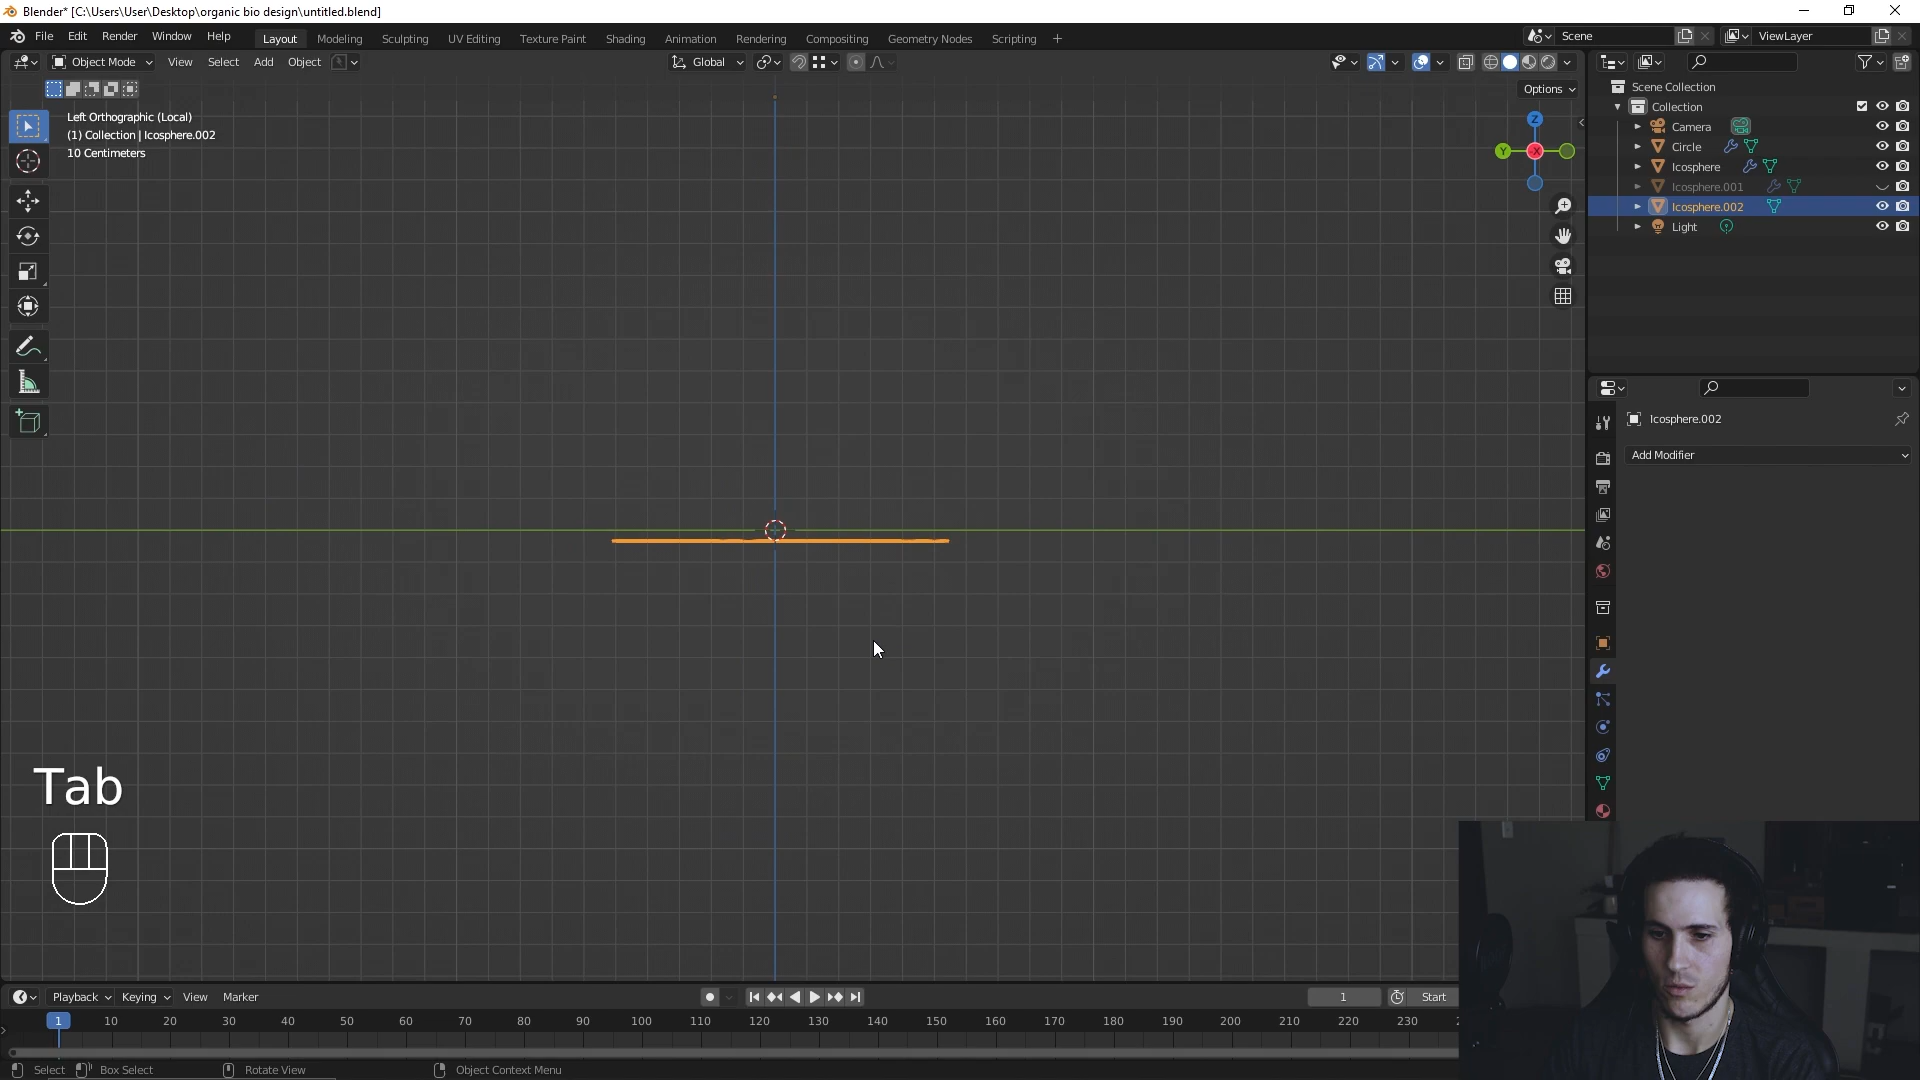 Blender* [C:\Users\User\Desktop\organic bio design\untitled.blend]
File Edit Render Window Help Layout Modeling Sculpting UV Editing Texture Paint Shading Animation Rendering Compositing Geometry Nodes Scripting + Scene ViewLayer
Object Mode View Select Add Object Global
Options
Left Orthographic (Local)
(1) Collection | Icosphere.002
10 Centimeters
Z
Y
X
Scene Collection
Collection
Camera
Circle
Icosphere
Icosphere.001
Icosphere.002
Light
Icosphere.002
Add Modifier
Tab
Playback Keying View Marker 1 Start
1 10 20 30 40 50 60 70 80 90 100 110 120 130 140 150 160 170 180 190 200 210 220 230
Select Box Select Rotate View Object Context Menu